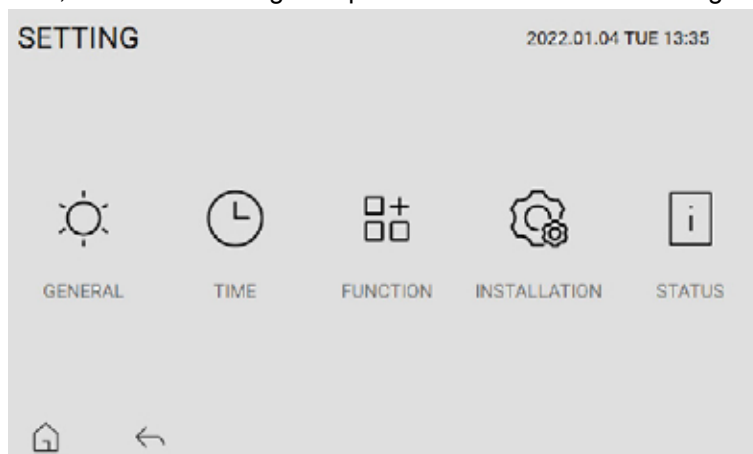 SETTING
2022.01.04 TUE 13:35
GENERAL
TIME
FUNCTION
INSTALLATION
STATUS